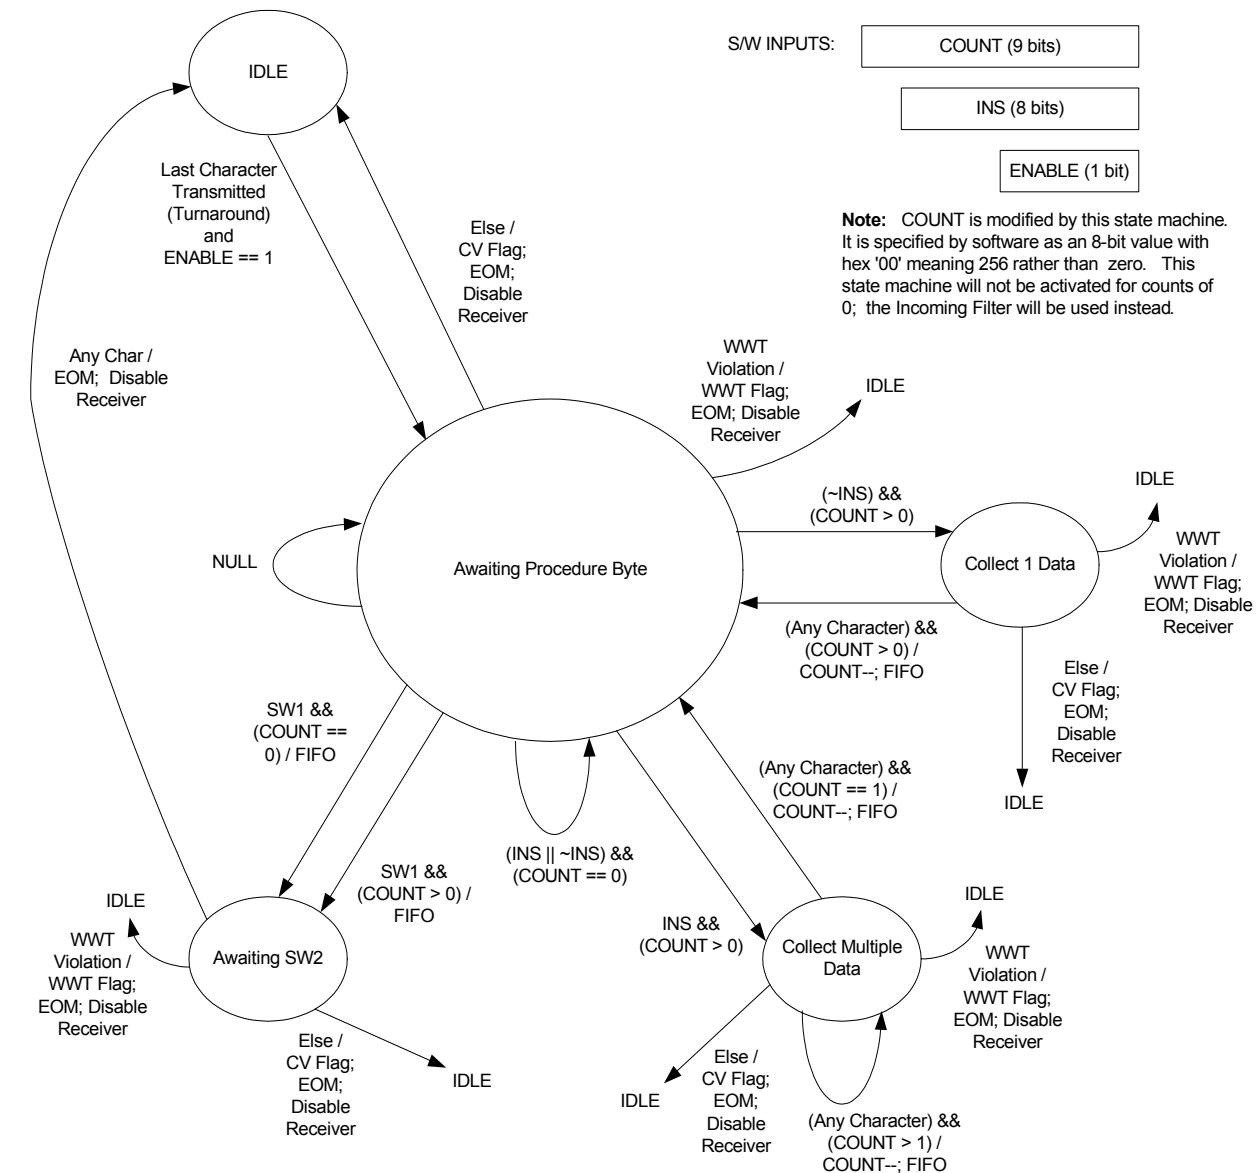 IDLE
S/W INPUTS:
COUNT (9 bits)
INS (8 bits)
ENABLE (1 bit)
Note: COUNT is modified by this state machine.
It is specified by software as an 8-bit value with
hex '00' meaning 256 rather than zero. This
state machine will not be activated for counts of
0; the Incoming Filter will be used instead.
Last Character
Transmitted
(Turnaround)
and
ENABLE == 1
Else /
CV Flag;
EOM;
Disable
Receiver
Any Char /
EOM; Disable
Receiver
WWT
Violation /
WWT Flag;
EOM; Disable
Receiver
IDLE
(~INS) &&
(COUNT > 0)
IDLE
WWT
Violation /
WWT Flag;
EOM; Disable
Receiver
NULL
Awaiting Procedure Byte
Collect 1 Data
(Any Character) &&
(COUNT > 0) /
COUNT--; FIFO
Else /
CV Flag;
EOM;
Disable
Receiver
IDLE
SW1 &&
(COUNT ==
0) / FIFO
(Any Character) &&
(COUNT == 1) /
COUNT--; FIFO
SW1 &&
(COUNT > 0) /
FIFO
(INS || ~INS) &&
(COUNT == 0)
INS &&
(COUNT > 0)
IDLE
WWT
Violation /
WWT Flag;
EOM; Disable
Receiver
Awaiting SW2
Collect Multiple
Data
IDLE
WWT
Violation /
WWT Flag;
EOM; Disable
Receiver
Else /
CV Flag;
EOM;
Disable
Receiver
IDLE
Else /
CV Flag;
EOM;
Disable
Receiver
IDLE
(Any Character) &&
(COUNT > 1) /
COUNT--; FIFO